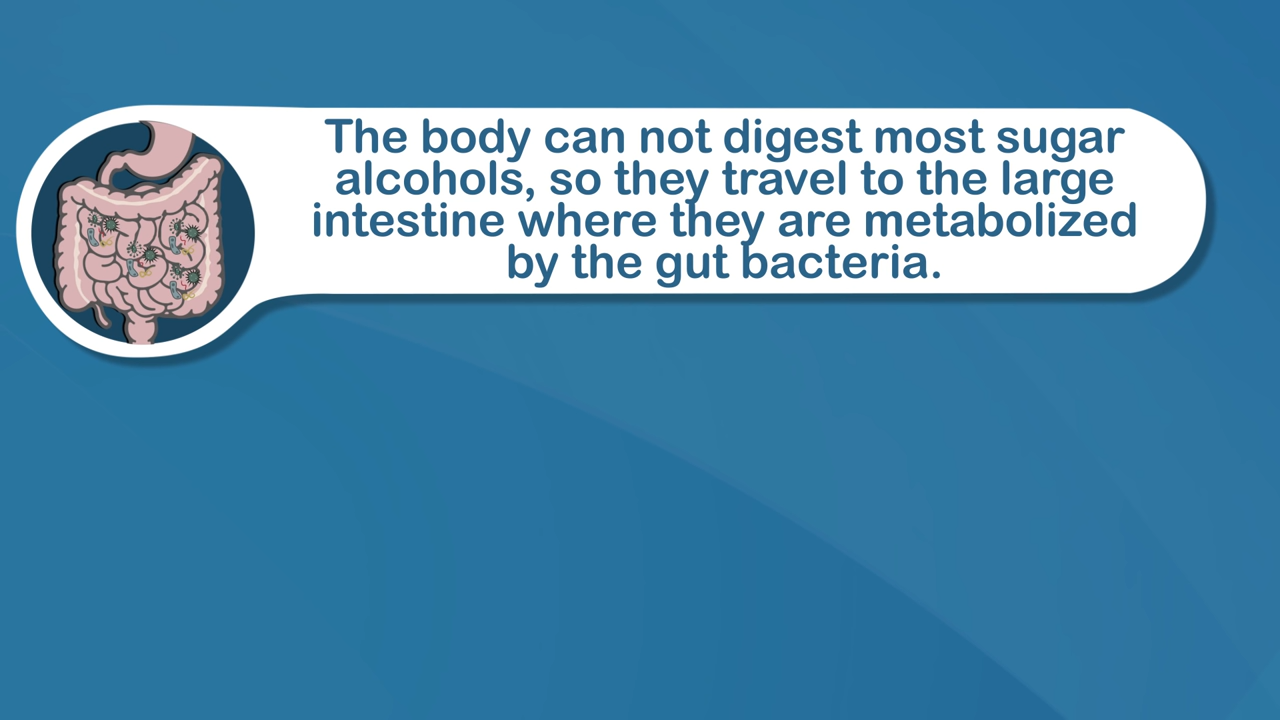 The body can not digest most sugar
alcohols, so they travel to the large
intestine where they are metabolized
by the gut bacteria.